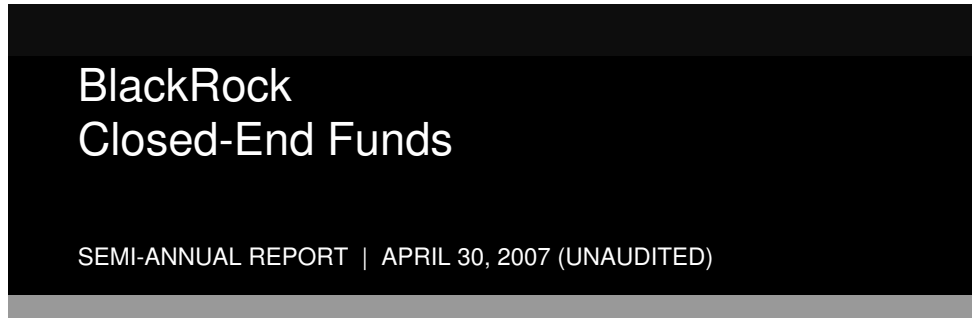 BlackRock
Closed-End Funds
SEMI-ANNUAL REPORT | APRIL 30, 2007 (UNAUDITED)